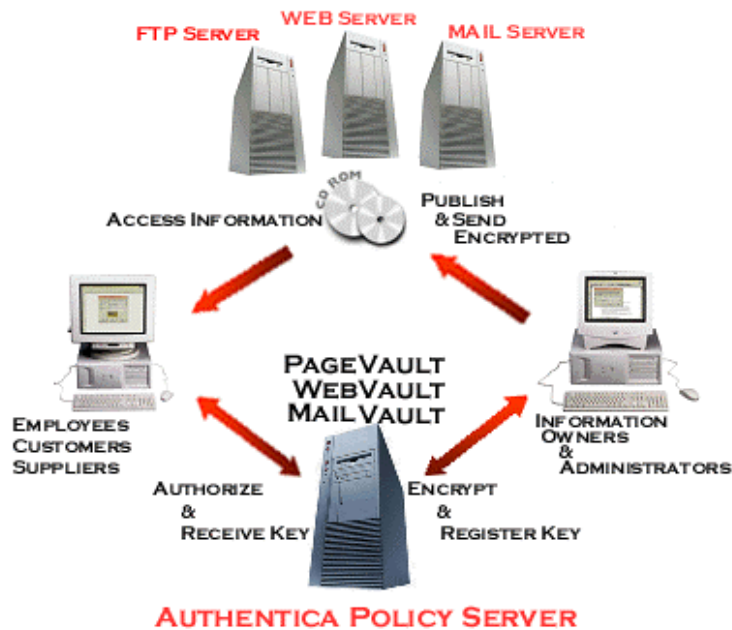 FTP SERVER
WEB SERVER
MAIL SERVER
CD ROM
ACCESS INFORMATION
PUBLISH
& SEND
ENCRYPTED
PAGEVAULT
WEBVAULT
MAILVAULT
EMPLOYEES
CUSTOMERS
SUPPLIERS
INFORMATION
OWNERS
&
ADMINISTRATORS
AUTHORIZE
&
RECEIVE KEY
ENCRYPT
&
REGISTER KEY
AUTHENTICA POLICY SERVER